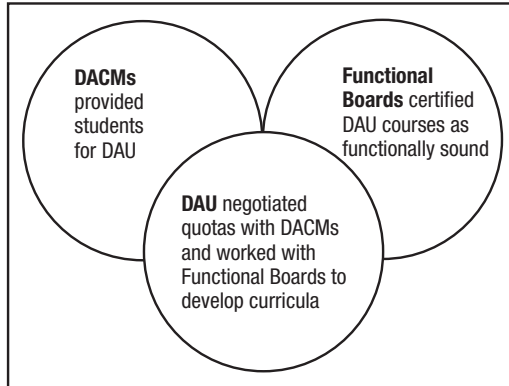 DACMs
provided
students
for DAU
Functional
Boards certified
DAU courses as
functionally sound
DAU negotiated
quotas with DACMs
and worked with
Functional Boards to
develop curricula